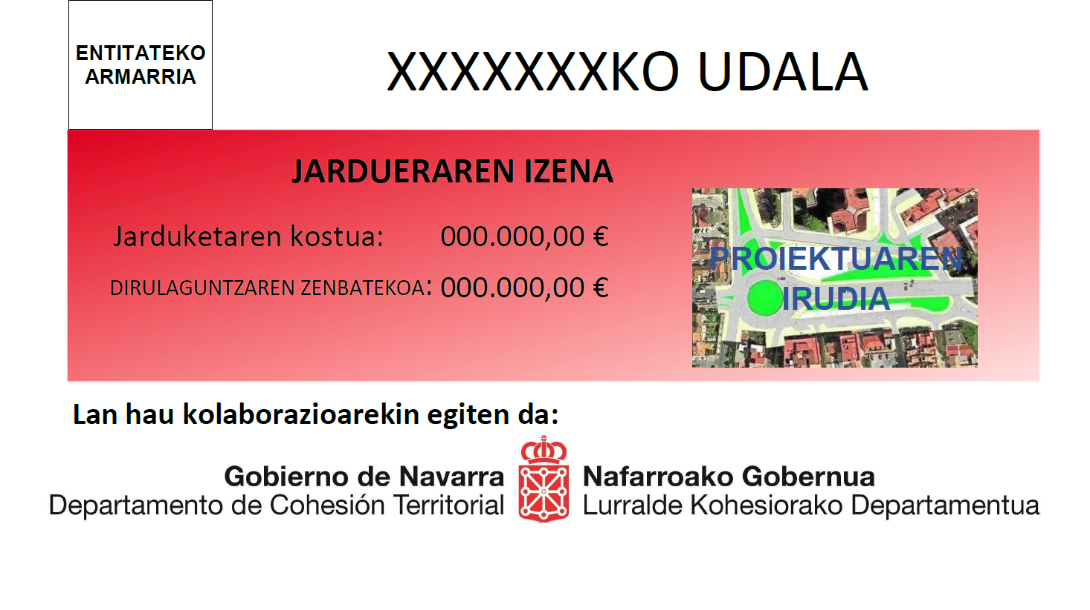 ENTITATEKO
ARMARRIA
XXXXXXXKO UDALA
JARDUERAREN IZENA
Jarduketaren kostua: 000.000,00 €
DIRULAGUNTZAREN ZENBATEKOA: 000.000,00 €
PROIEKTUAREN
IRUDIA
Lan hau kolaborazioarekin egiten da:
Gobierno de Navarra
Departamento de Cohesión Territorial
Nafarroako Gobernua
Lurralde Kohesiorako Departamentua